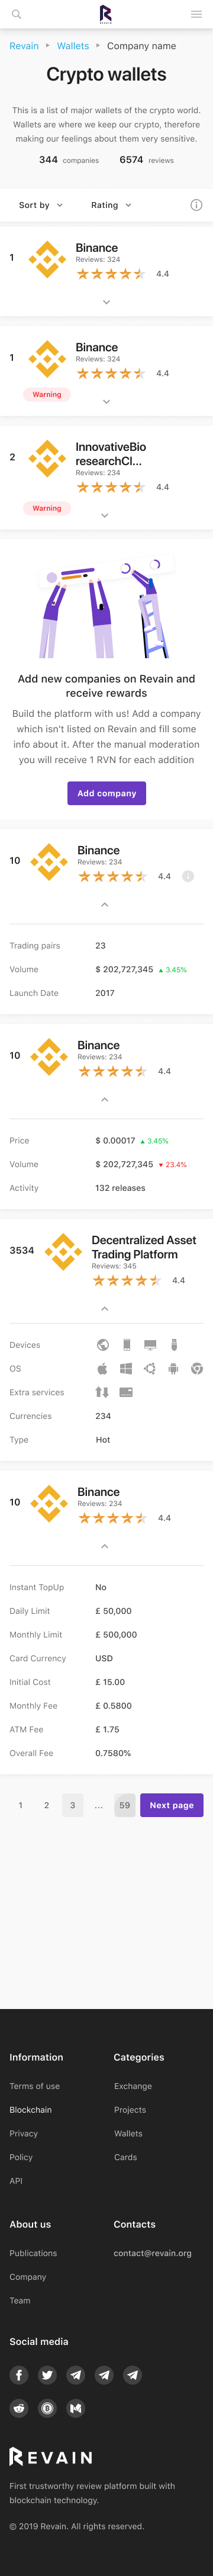 REVAIN
Revain ▸ Wallets ▸ Company name
Crypto wallets
This is a list of major wallets of the crypto world.
Wallets are where we keep our crypto, therefore
making our feelings about them very sensitive.
344 companies 6574 reviews
Sort by Rating
1
Binance
Reviews: 324
4.4
1
Binance
Reviews: 324
4.4
Warning
2
InnovativeBio
researchCl...
Reviews: 234
4.4
Warning
Add new companies on Revain and
receive rewards
Build the platform with us! Add a company
which isn't listed on Revain and fill some
info about it. After the manual moderation
you will receive 1 RVN for each addition
Add company
10
Binance
Reviews: 234
4.4
Trading pairs 23
Volume $ 202,727,345 ▲ 3.45%
Launch Date 2017
10
Binance
Reviews: 234
4.4
Price $ 0.00017 ▲ 3.45%
Volume $ 202,727,345 ▼ 23.4%
Activity 132 releases
3534
Decentralized Asset
Trading Platform
Reviews: 345
4.4
Devices
OS
Extra services
Currencies 234
Type Hot
10
Binance
Reviews: 234
4.4
Instant TopUp No
Daily Limit £ 50,000
Monthly Limit £ 500,000
Card Currency USD
Initial Cost £ 15.00
Monthly Fee £ 0.5800
ATM Fee £ 1.75
Overall Fee 0.7580%
1 2 3 ... 59 Next page
Information Categories
Terms of use Exchange
Blockchain Projects
Privacy Wallets
Policy Cards
API
About us Contacts
Publications contact@revain.org
Company
Team
Social media
REVAIN
First trustworthy review platform built with
blockchain technology.
© 2019 Revain. All rights reserved.